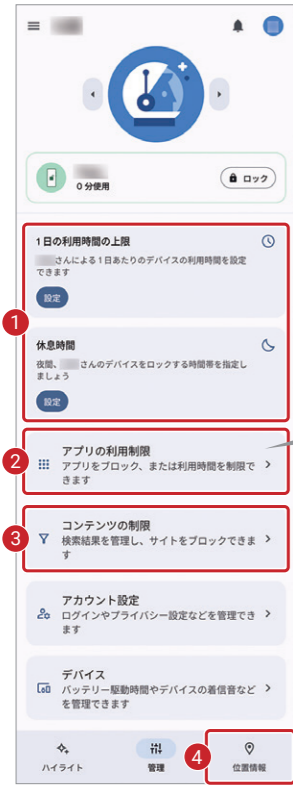 0 分使用
ロック
1日の利用時間の上限
さんによる1日あたりのデバイスの利用時間を設定
できます
設定
1
休息時間
夜間、 さんのデバイスをロックする時間帯を指定し
ましょう
設定
2
アプリの利用制限
アプリをブロック、または利用時間を制限で
きます
3
コンテンツの制限
検索結果を管理し、サイトをブロックできま
す
アカウント設定
ログインやプライバシー設定などを管理でき
ます
デバイス
バッテリー駆動時間やデバイスの着信音など
を管理できます
4
ハイライト
管理
位置情報